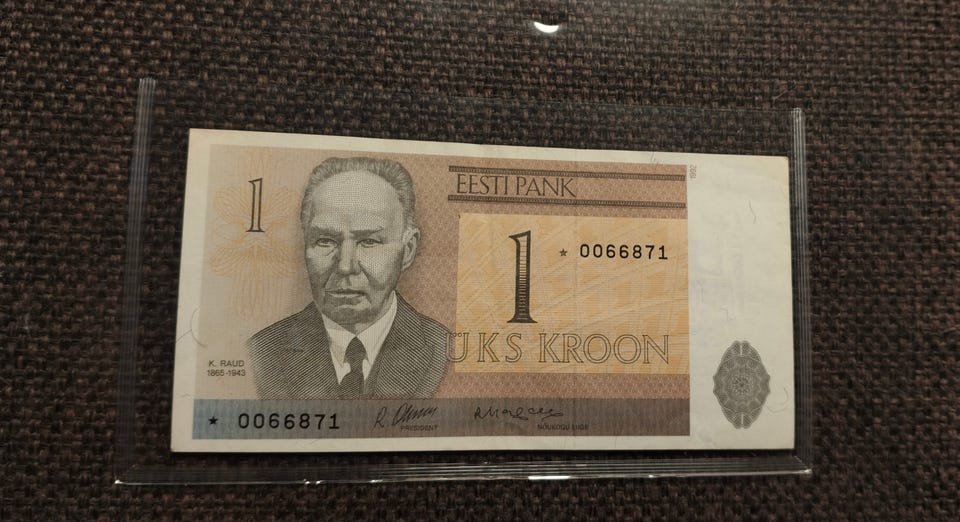 1
EESTI PANK
1992
1
* 0066871
ÜKS KROON
K. RAUD
1865-1943
* 0066871
PRESIDENT
NÕUKOGU LIIGE